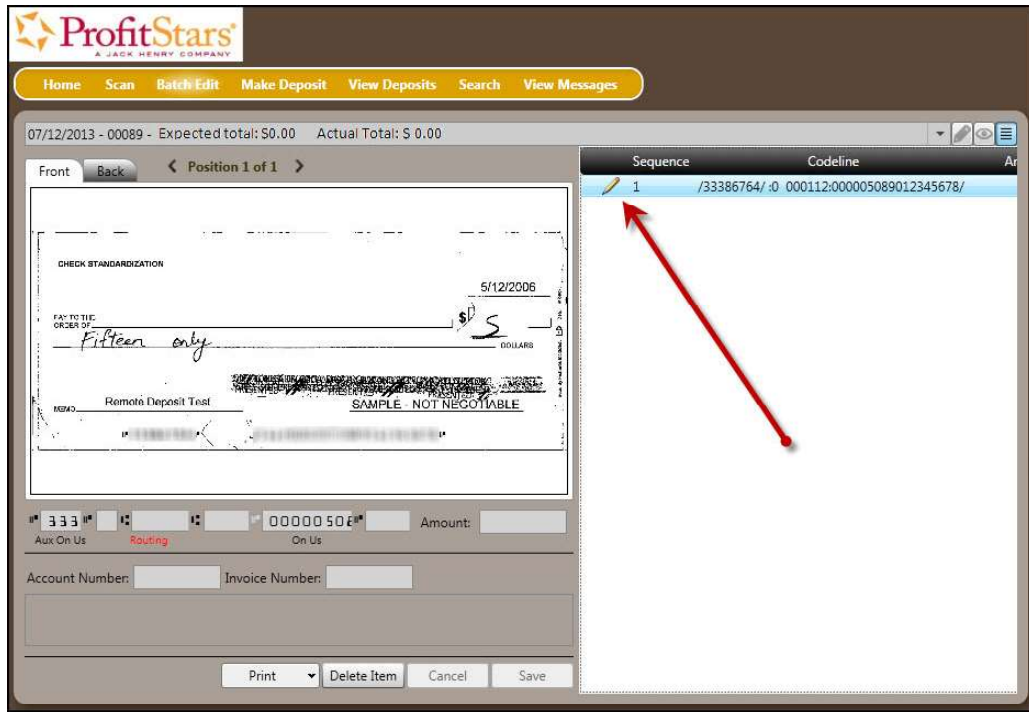 ProfitStars®
A JACK HENRY COMPANY
Home Scan Batch Edit Make Deposit View Deposits Search View Messages
07/12/2013 - 00089 - Expected total: $0.00 Actual Total: $ 0.00
Front Back Position 1 of 1
Sequence Codeline
1 /33386764/ :0 000112:000005089012345678/
CHECK STANDARDIZATION
5/12/2006
PAY TO THE
ORDER OF
$
Fifteen only
DOLLARS
MEMO Remote Deposit Test
SAMPLE - NOT NEGOTIABLE
333
Aux On Us Routing On Us
Amount:
Account Number: Invoice Number:
Print Delete Item Cancel Save